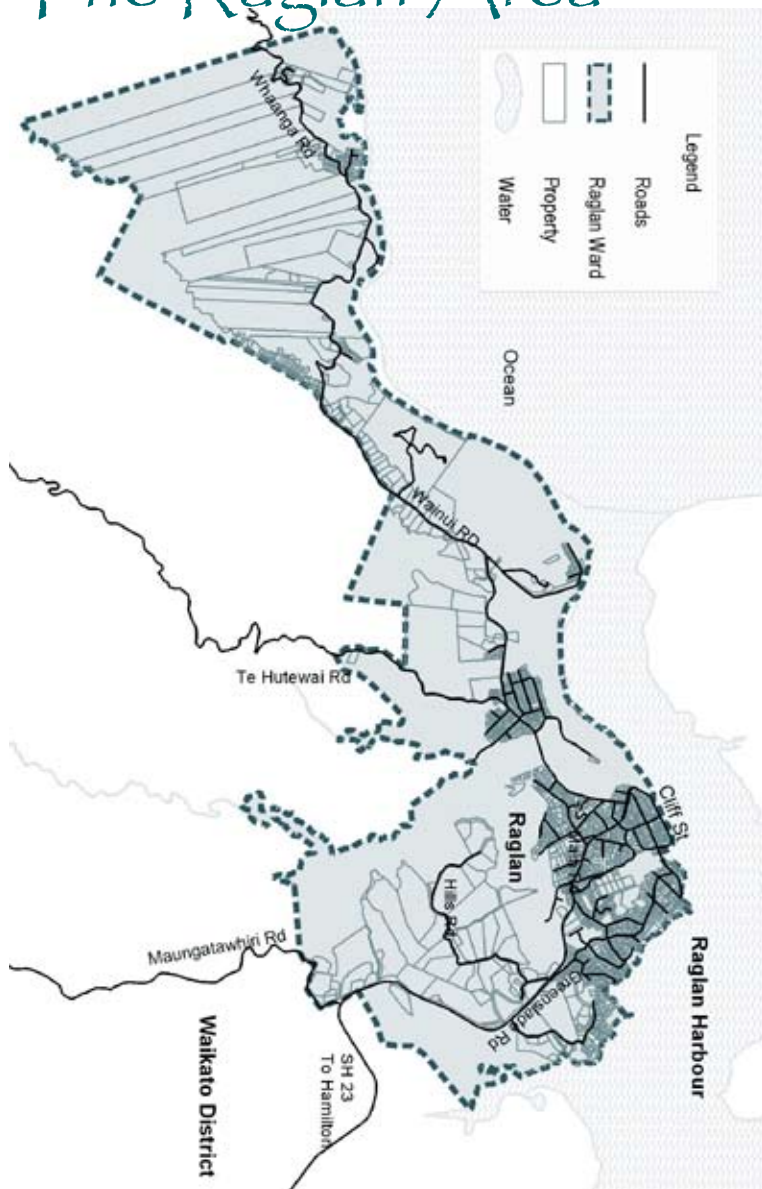 The Raglan Area
Legend
Roads
Raglan Ward
Property
Water
Whaanga Rd
Ocean
Wainui RD
Te Hutewai Rd
Cliff St
Raglan
Hills Rd
Greenslade Rd
Raglan Harbour
Maungatawhiri Rd
SH 23
To Hamilton
Waikato District